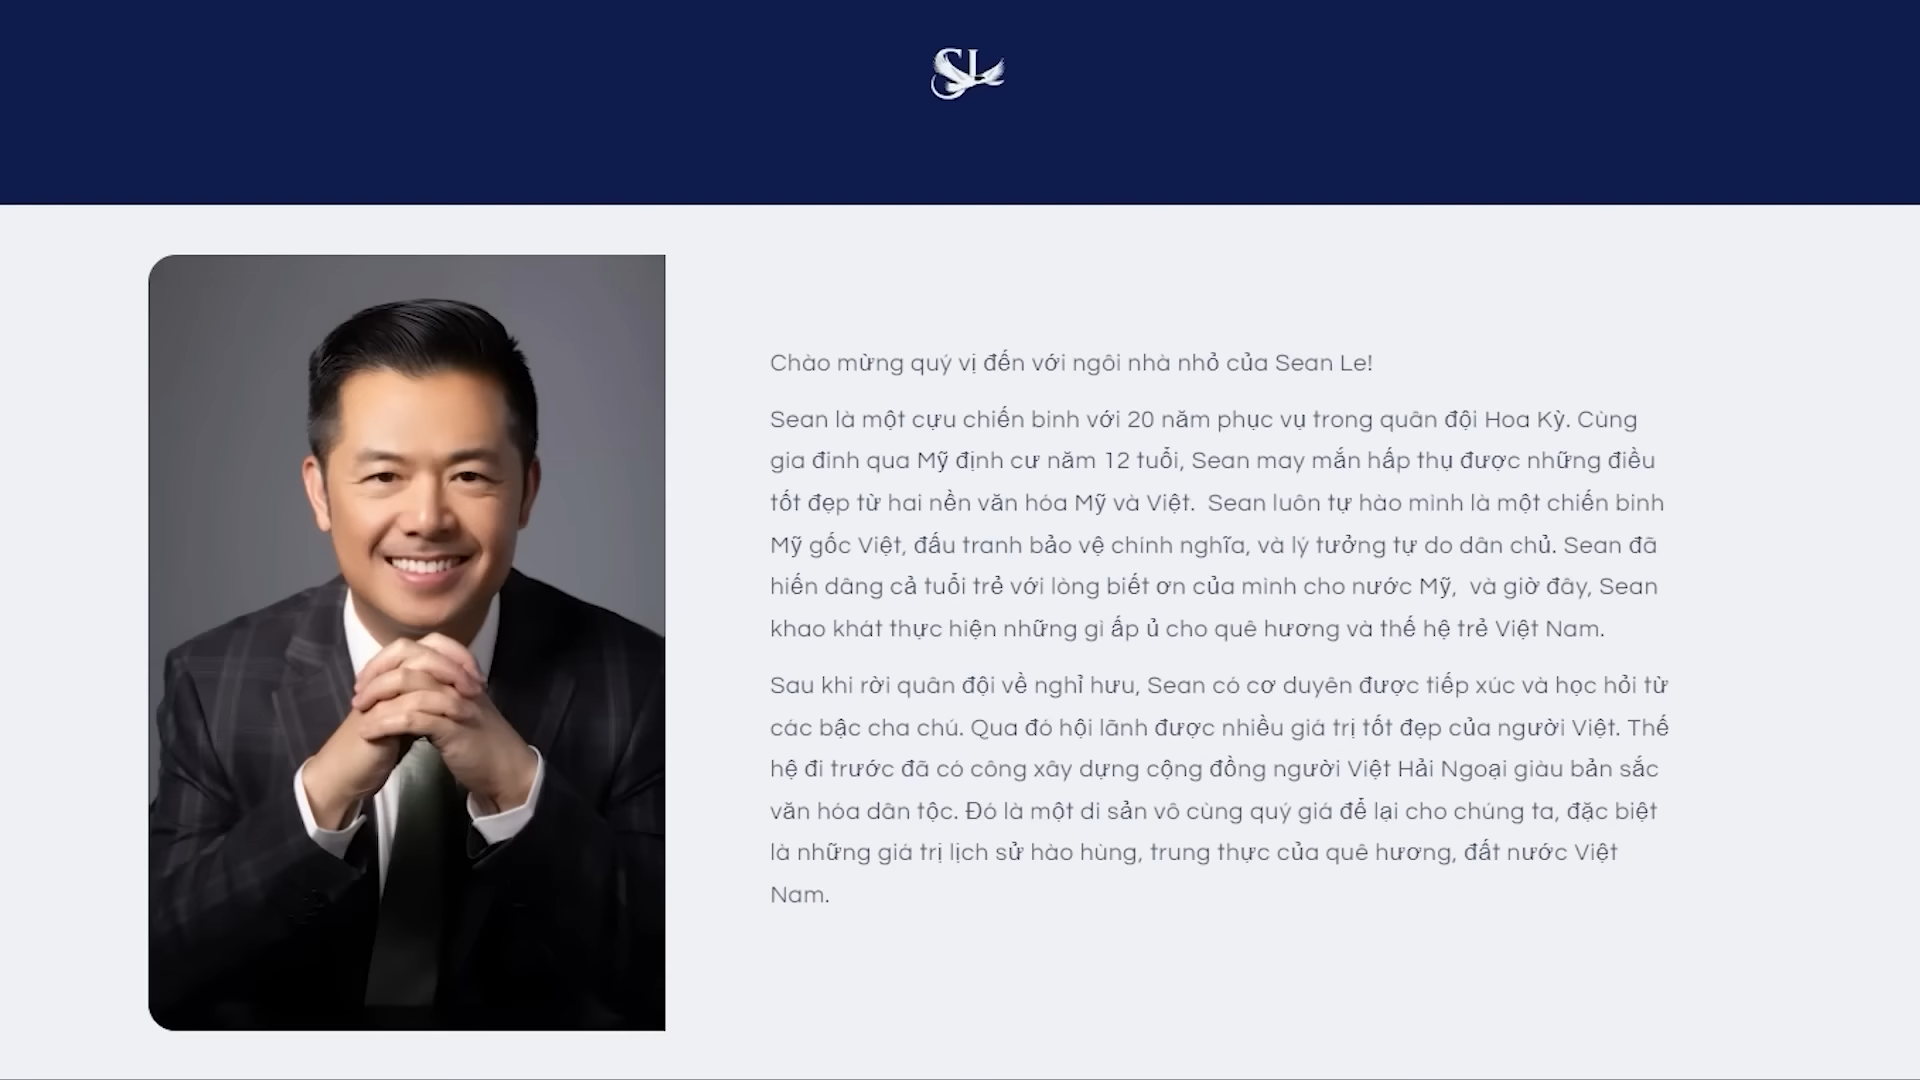 SL
Chào mừng quý vị đến với ngôi nhà nhỏ của Sean Le!
Sean là một cựu chiến binh với 20 năm phục vụ trong quân đội Hoa Kỳ. Cùng
gia đình qua Mỹ định cư năm 12 tuổi, Sean may mắn hấp thụ được những điều
tốt đẹp từ hai nền văn hóa Mỹ và Việt.  Sean luôn tự hào mình là một chiến binh
Mỹ gốc Việt, đấu tranh bảo vệ chính nghĩa, và lý tưởng tự do dân chủ. Sean đã
hiến dâng cả tuổi trẻ với lòng biết ơn của mình cho nước Mỹ,  và giờ đây, Sean
khao khát thực hiện những gì ấp ủ cho quê hương và thế hệ trẻ Việt Nam.
Sau khi rời quân đội về nghỉ hưu, Sean có cơ duyên được tiếp xúc và học hỏi từ
các bậc cha chú. Qua đó hội lãnh được nhiều giá trị tốt đẹp của người Việt. Thế
hệ đi trước đã có công xây dựng cộng đồng người Việt Hải Ngoại giàu bản sắc
văn hóa dân tộc. Đó là một di sản vô cùng quý giá để lại cho chúng ta, đặc biệt
là những giá trị lịch sử hào hùng, trung thực của quê hương, đất nước Việt
Nam.